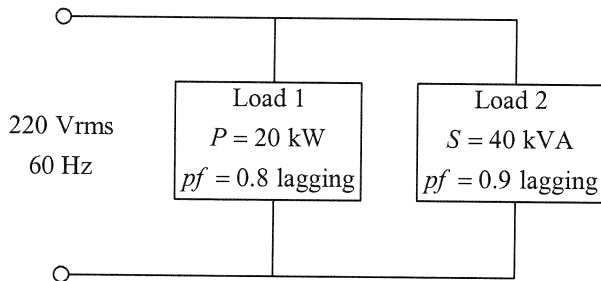 220 Vrms
60 Hz
Load 1
P = 20 kW
pf = 0.8 lagging
Load 2
S = 40 kVA
pf = 0.9 lagging